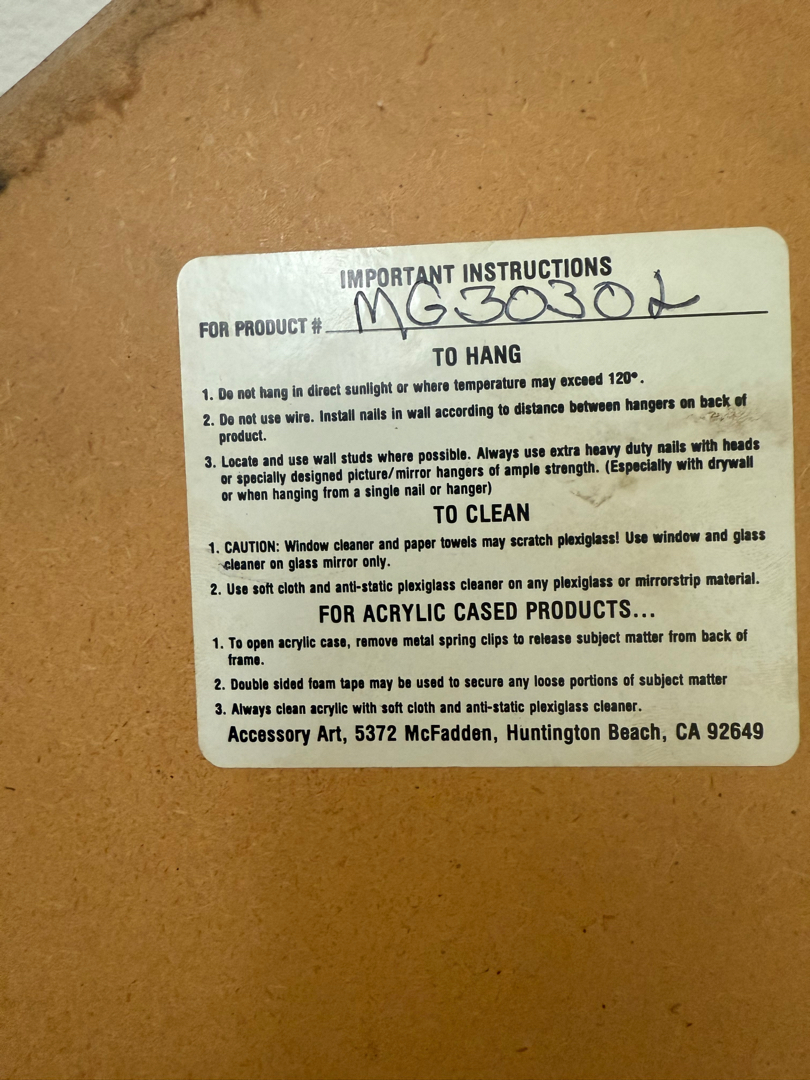 IMPORTANT INSTRUCTIONS
FOR PRODUCT # MG3030L
TO HANG
1. Do not hang in direct sunlight or where temperature may exceed 120°.
2. Do not use wire. Install nails in wall according to distance between hangers on back of
product.
3. Locate and use wall studs where possible. Always use extra heavy duty nails with heads
or specially designed picture/mirror hangers of ample strength. (Especially with drywall
or when hanging from a single nail or hanger)
TO CLEAN
1. CAUTION: Window cleaner and paper towels may scratch plexiglass! Use window and glass
cleaner on glass mirror only.
2. Use soft cloth and anti-static plexiglass cleaner on any plexiglass or mirrorstrip material.
FOR ACRYLIC CASED PRODUCTS...
1. To open acrylic case, remove metal spring clips to release subject matter from back of
frame.
2. Double sided foam tape may be used to secure any loose portions of subject matter
3. Always clean acrylic with soft cloth and anti-static plexiglass cleaner.
Accessory Art, 5372 McFadden, Huntington Beach, CA 92649